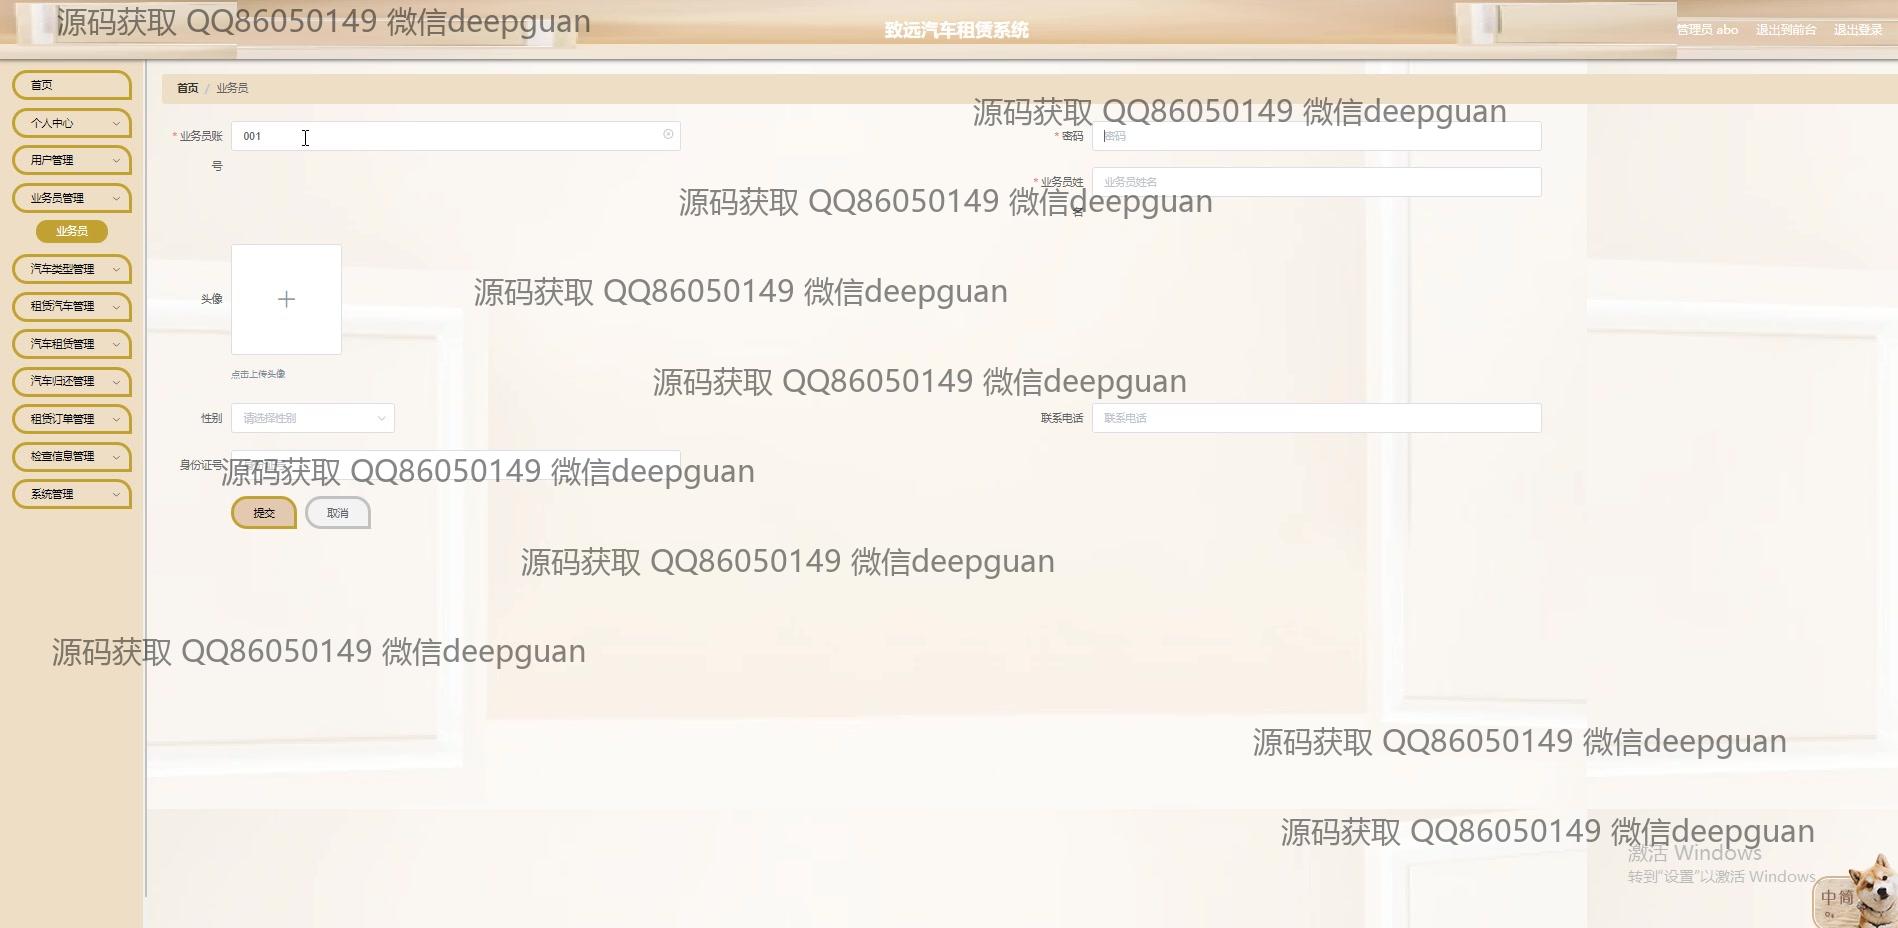 源码获取 QQ86050149 微信deepguan
致远汽车租赁系统
管理员 abo 退出到前台 退出登录
首页
个人中心
用户管理
业务员管理
业务员
汽车类型管理
租赁汽车管理
汽车租赁管理
汽车归还管理
租赁订单管理
检查信息管理
系统管理
首页 / 业务员
源码获取 QQ86050149 微信deepguan
* 业务员账号 001
* 密码 密码
* 业务员姓名 业务员姓名
源码获取 QQ86050149 微信deepguan
源码获取 QQ86050149 微信deepguan
头像
点击上传头像
源码获取 QQ86050149 微信deepguan
性别 请选择性别
联系电话 联系电话
身份证号
源码获取 QQ86050149 微信deepguan
提交 取消
源码获取 QQ86050149 微信deepguan
源码获取 QQ86050149 微信deepguan
源码获取 QQ86050149 微信deepguan
源码获取 QQ86050149 微信deepguan
激活 Windows
转到“设置”以激活 Windows。
中简